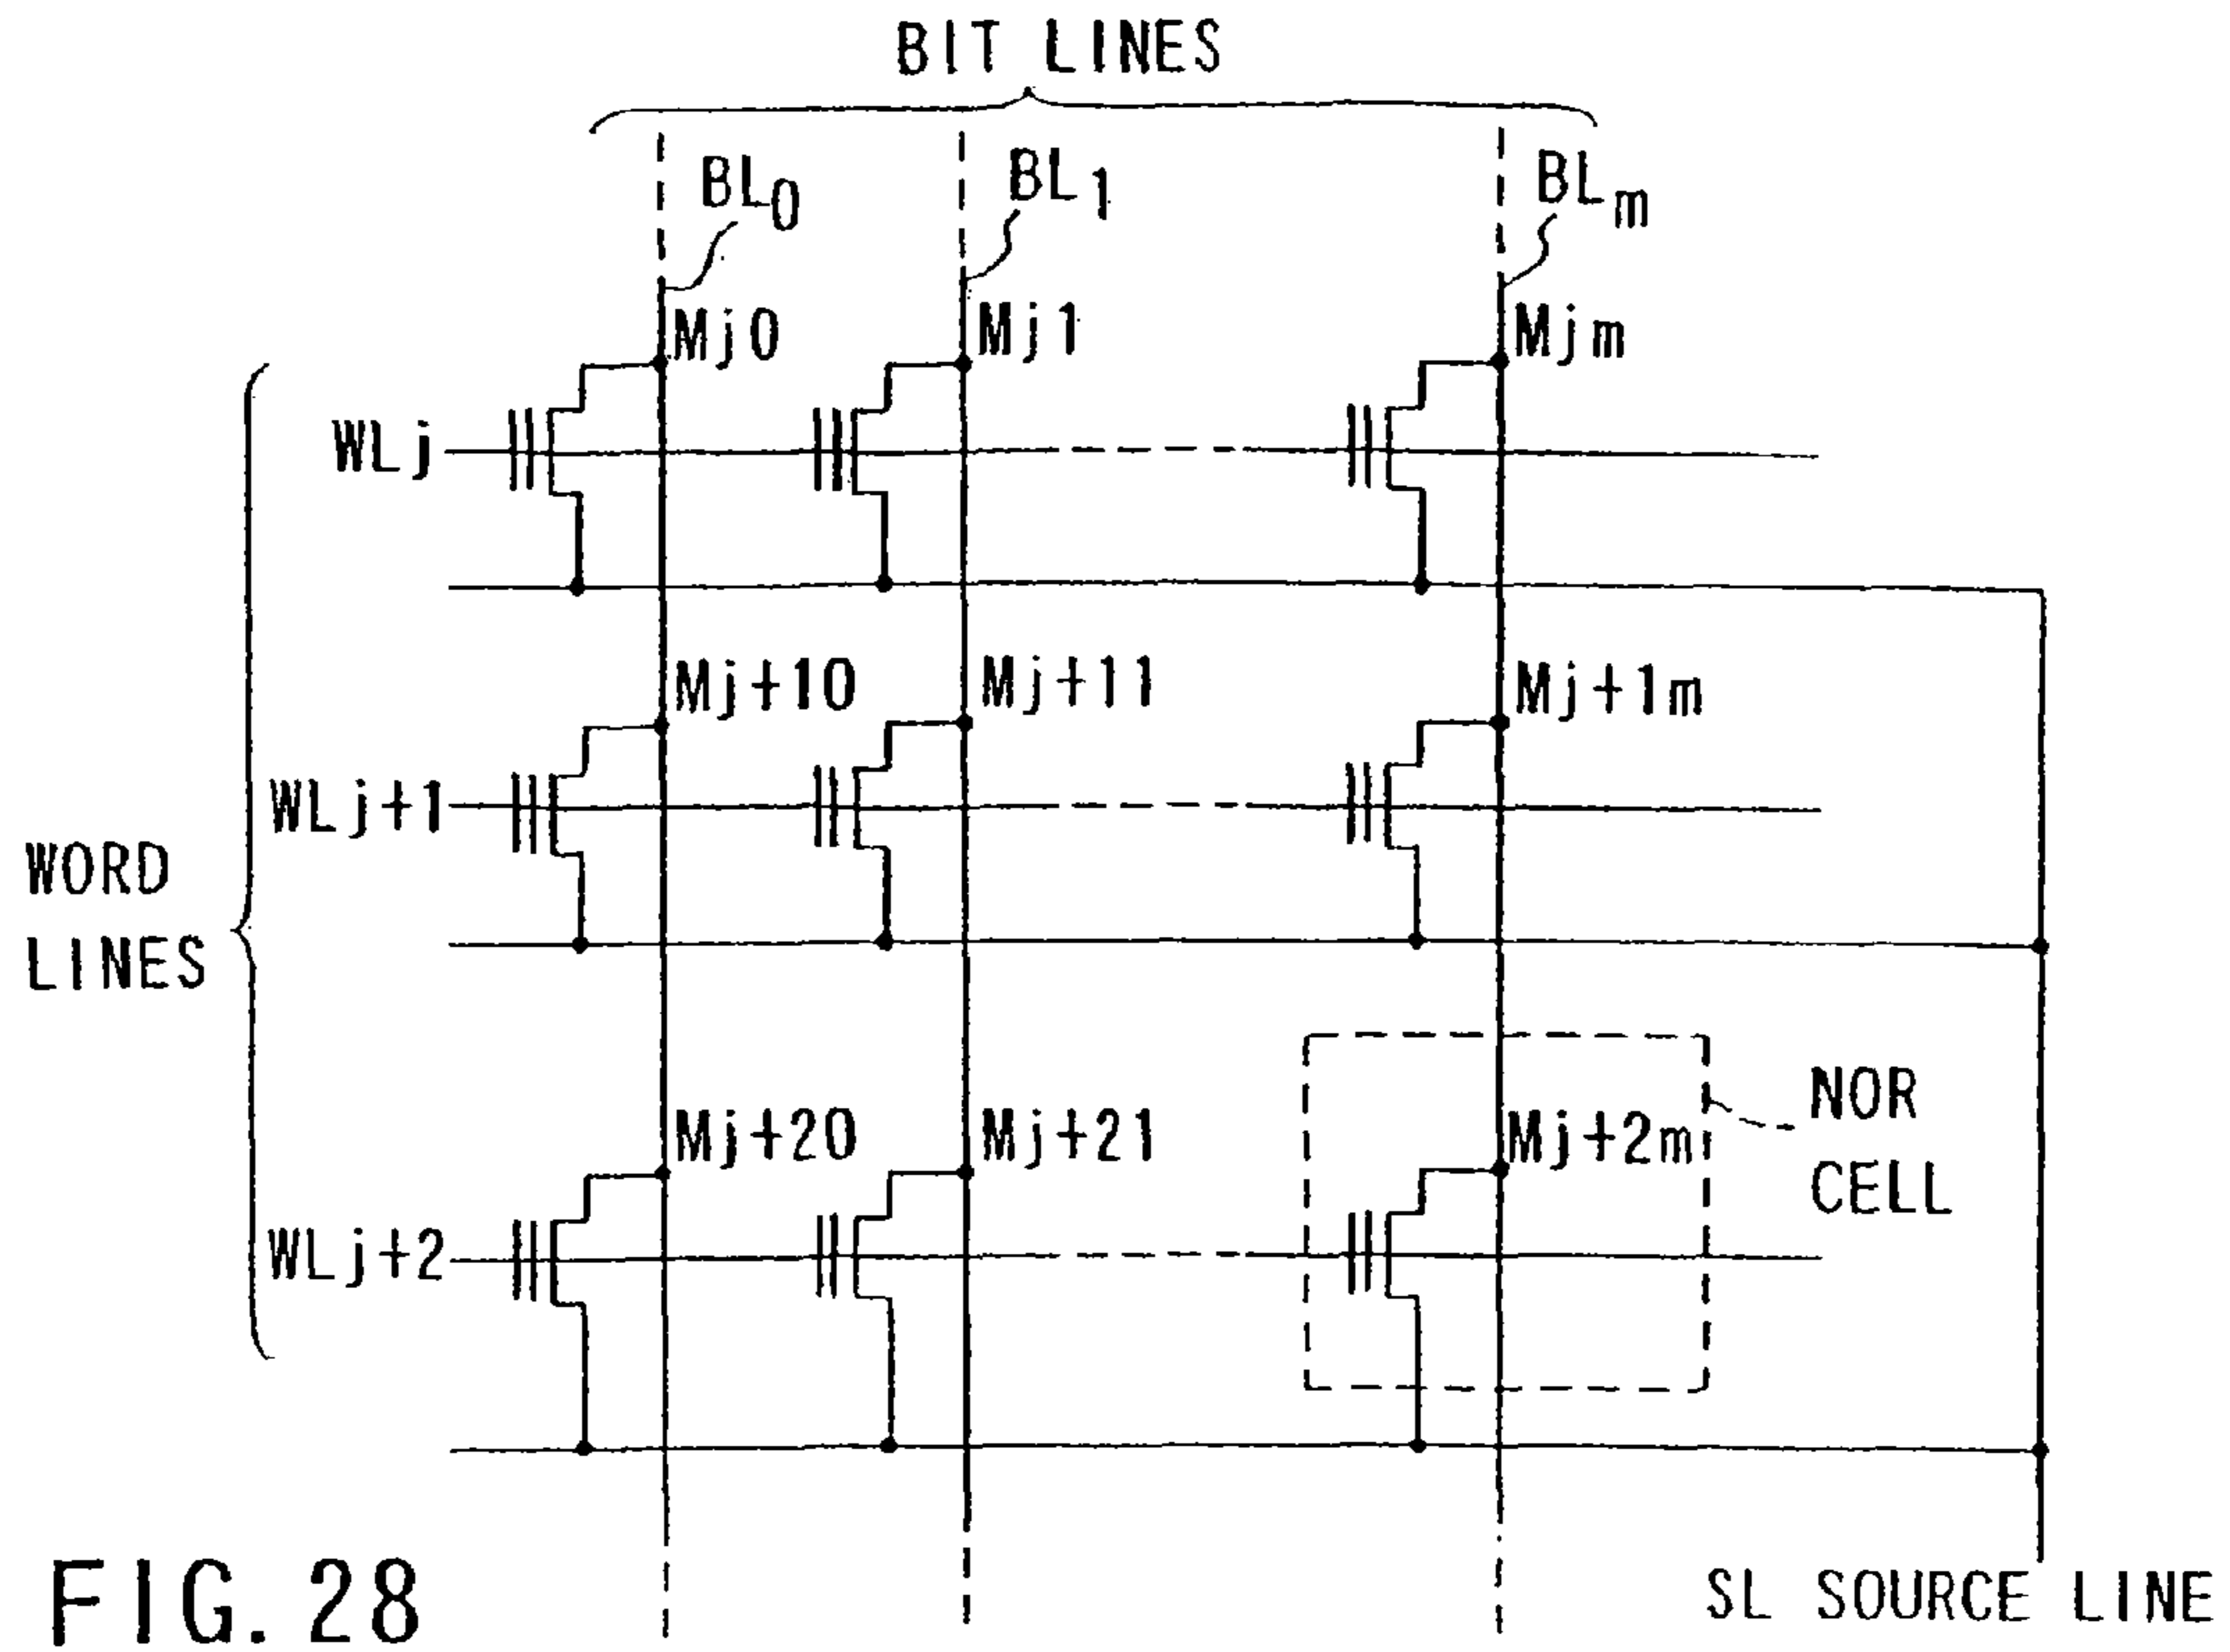 BIT LINES
BL0
BL1
BLm
Mj0
Mj1
Mjm
WLj
Mj+10
Mj+11
Mj+1m
WLj+1
WORD
LINES
Mj+20
Mj+21
Mj+2m
NOR
CELL
WLj+2
FIG.28
SL SOURCE LINE